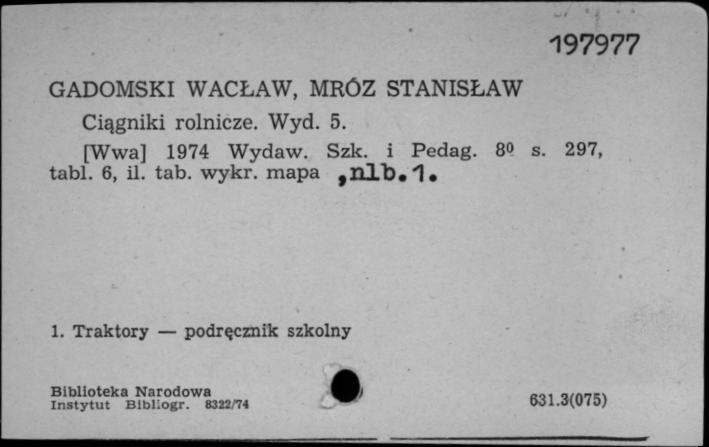 197977
GADOMSKI WACŁAW, MRÓZ STANISŁAW
Ciągniki rolnicze. Wyd. 5.
[Wwa] 1974 Wydaw. Szk. i Pedag. 8º s. 297,
tabl. 6, il. tab. wykr. mapa ,nlb.1.
1. Traktory — podręcznik szkolny
Biblioteka Narodowa
Instytut Bibliogr. 8322/74
631.3(075)